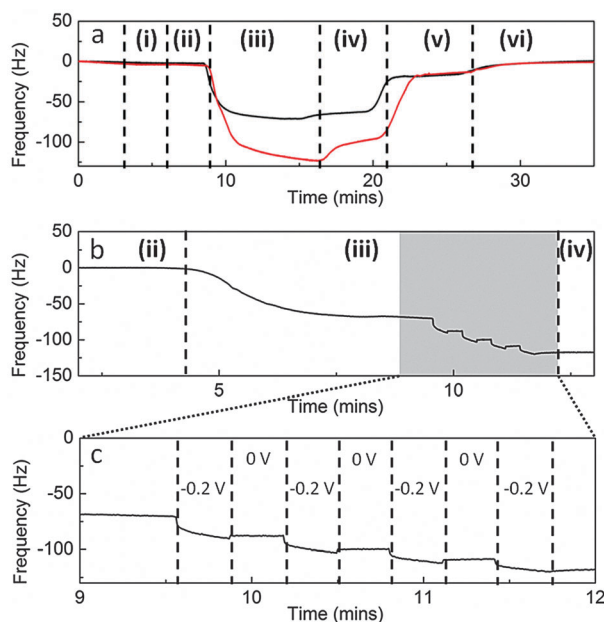 a (i) (ii) (iii) (iv) (v) (vi)
Frequency (Hz)
50
0
-50
-100
0 10 20 30
Time (mins)
b (ii) (iii) (iv)
Frequency (Hz)
50
0
-50
-100
-150
5 10
Time (mins)
c 0 V 0 V 0 V
-0.2 V -0.2 V -0.2 V -0.2 V
Frequency (Hz)
0
-50
-100
9 10 11 12
Time (mins)